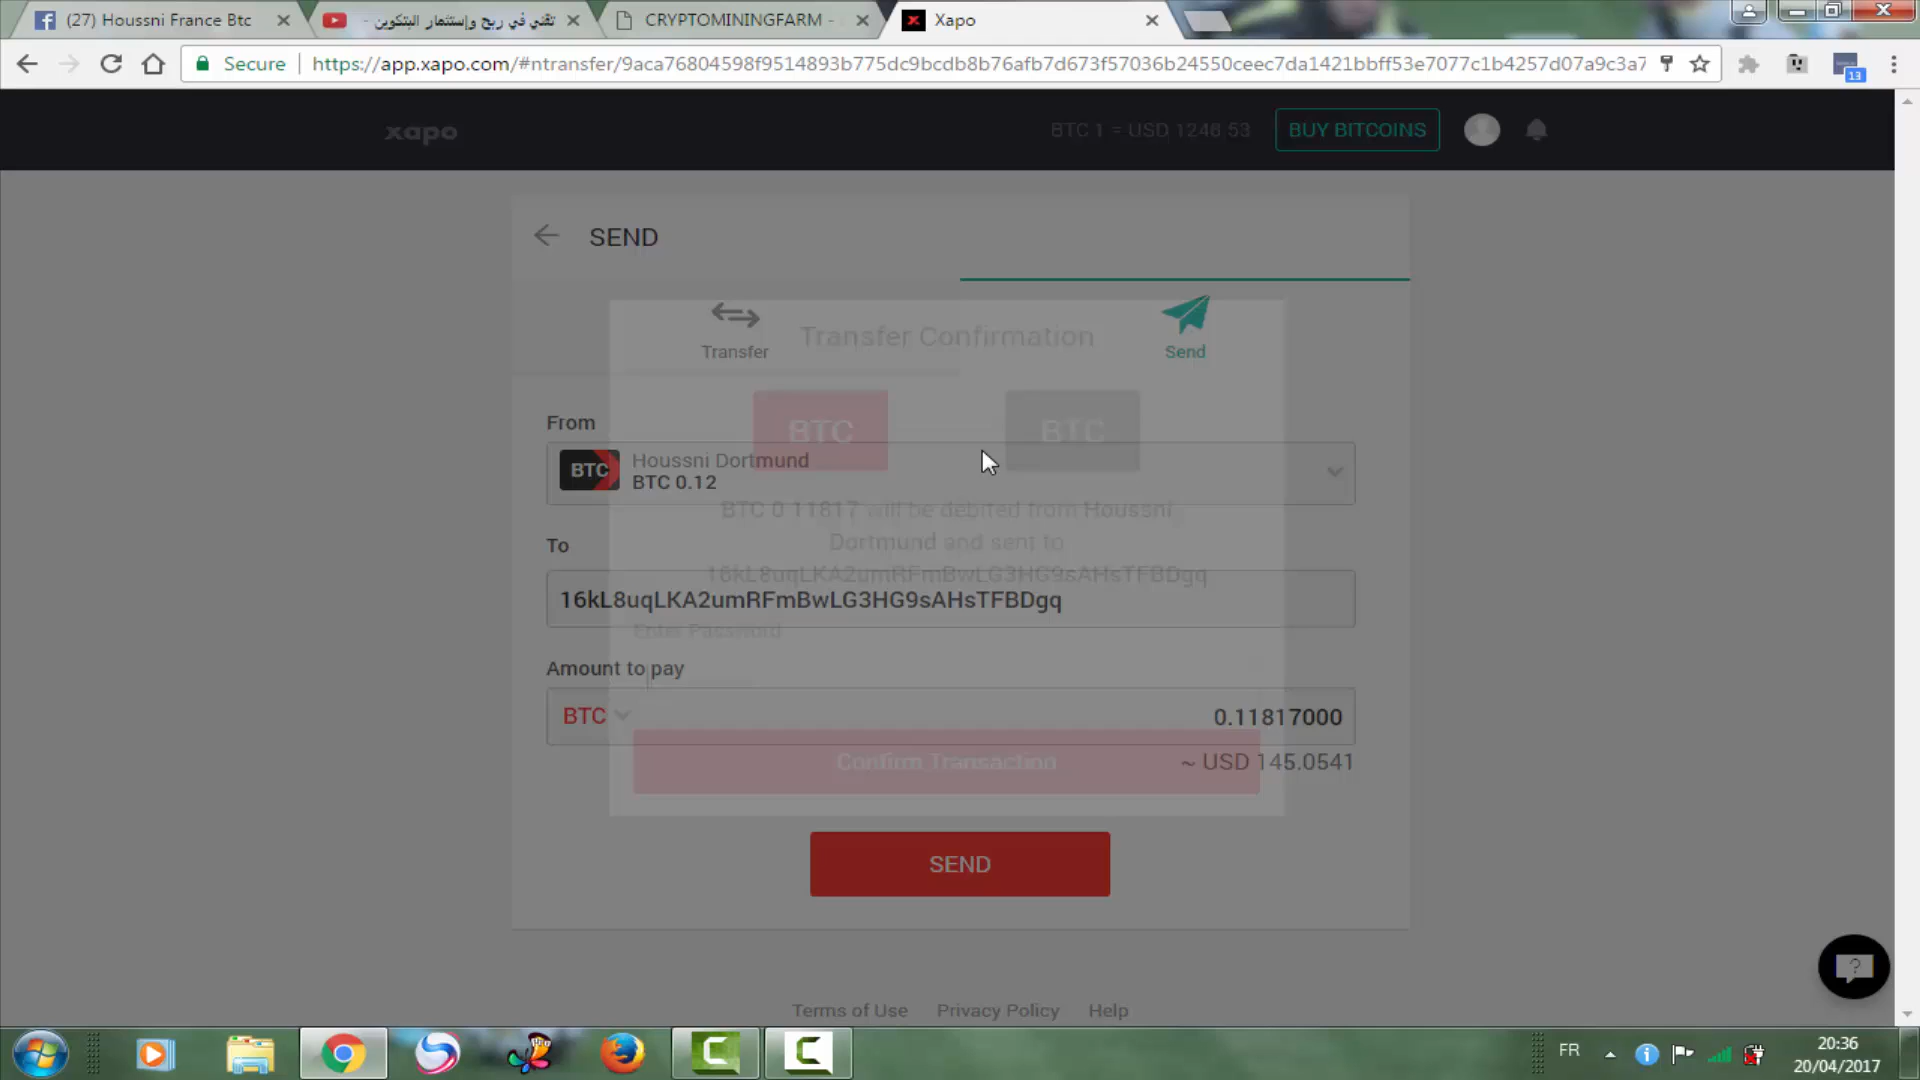 (27) Houssni France Btc
تقني في ربح وإستثمار البتكوين -
CRYPTOMININGFARM -
Xapo
Secure
https://app.xapo.com/#ntransfer/9aca76804598f9514893b775dc9bcdb8b76afb7d673f57036b24550ceec7da1421bbff53e7077c1b4257d07a9c3a7
13
xapo
BTC 1 = USD 1246.53
BUY BITCOINS
SEND
Transfer
Transfer Confirmation
Send
BTC
BTC
From
BTC
Houssni Dortmund
BTC 0.12
BTC 0.11817 will be debited from Houssni
Dortmund and sent to
16kL8uqLKA2umRFmBwLG3HG9sAHsTFBDgq
To
16kL8uqLKA2umRFmBwLG3HG9sAHsTFBDgq
Enter Password
Amount to pay
BTC
0.11817000
Confirm Transaction
~ USD 145.0541
SEND
Terms of Use
Privacy Policy
Help
FR
20:36
20/04/2017